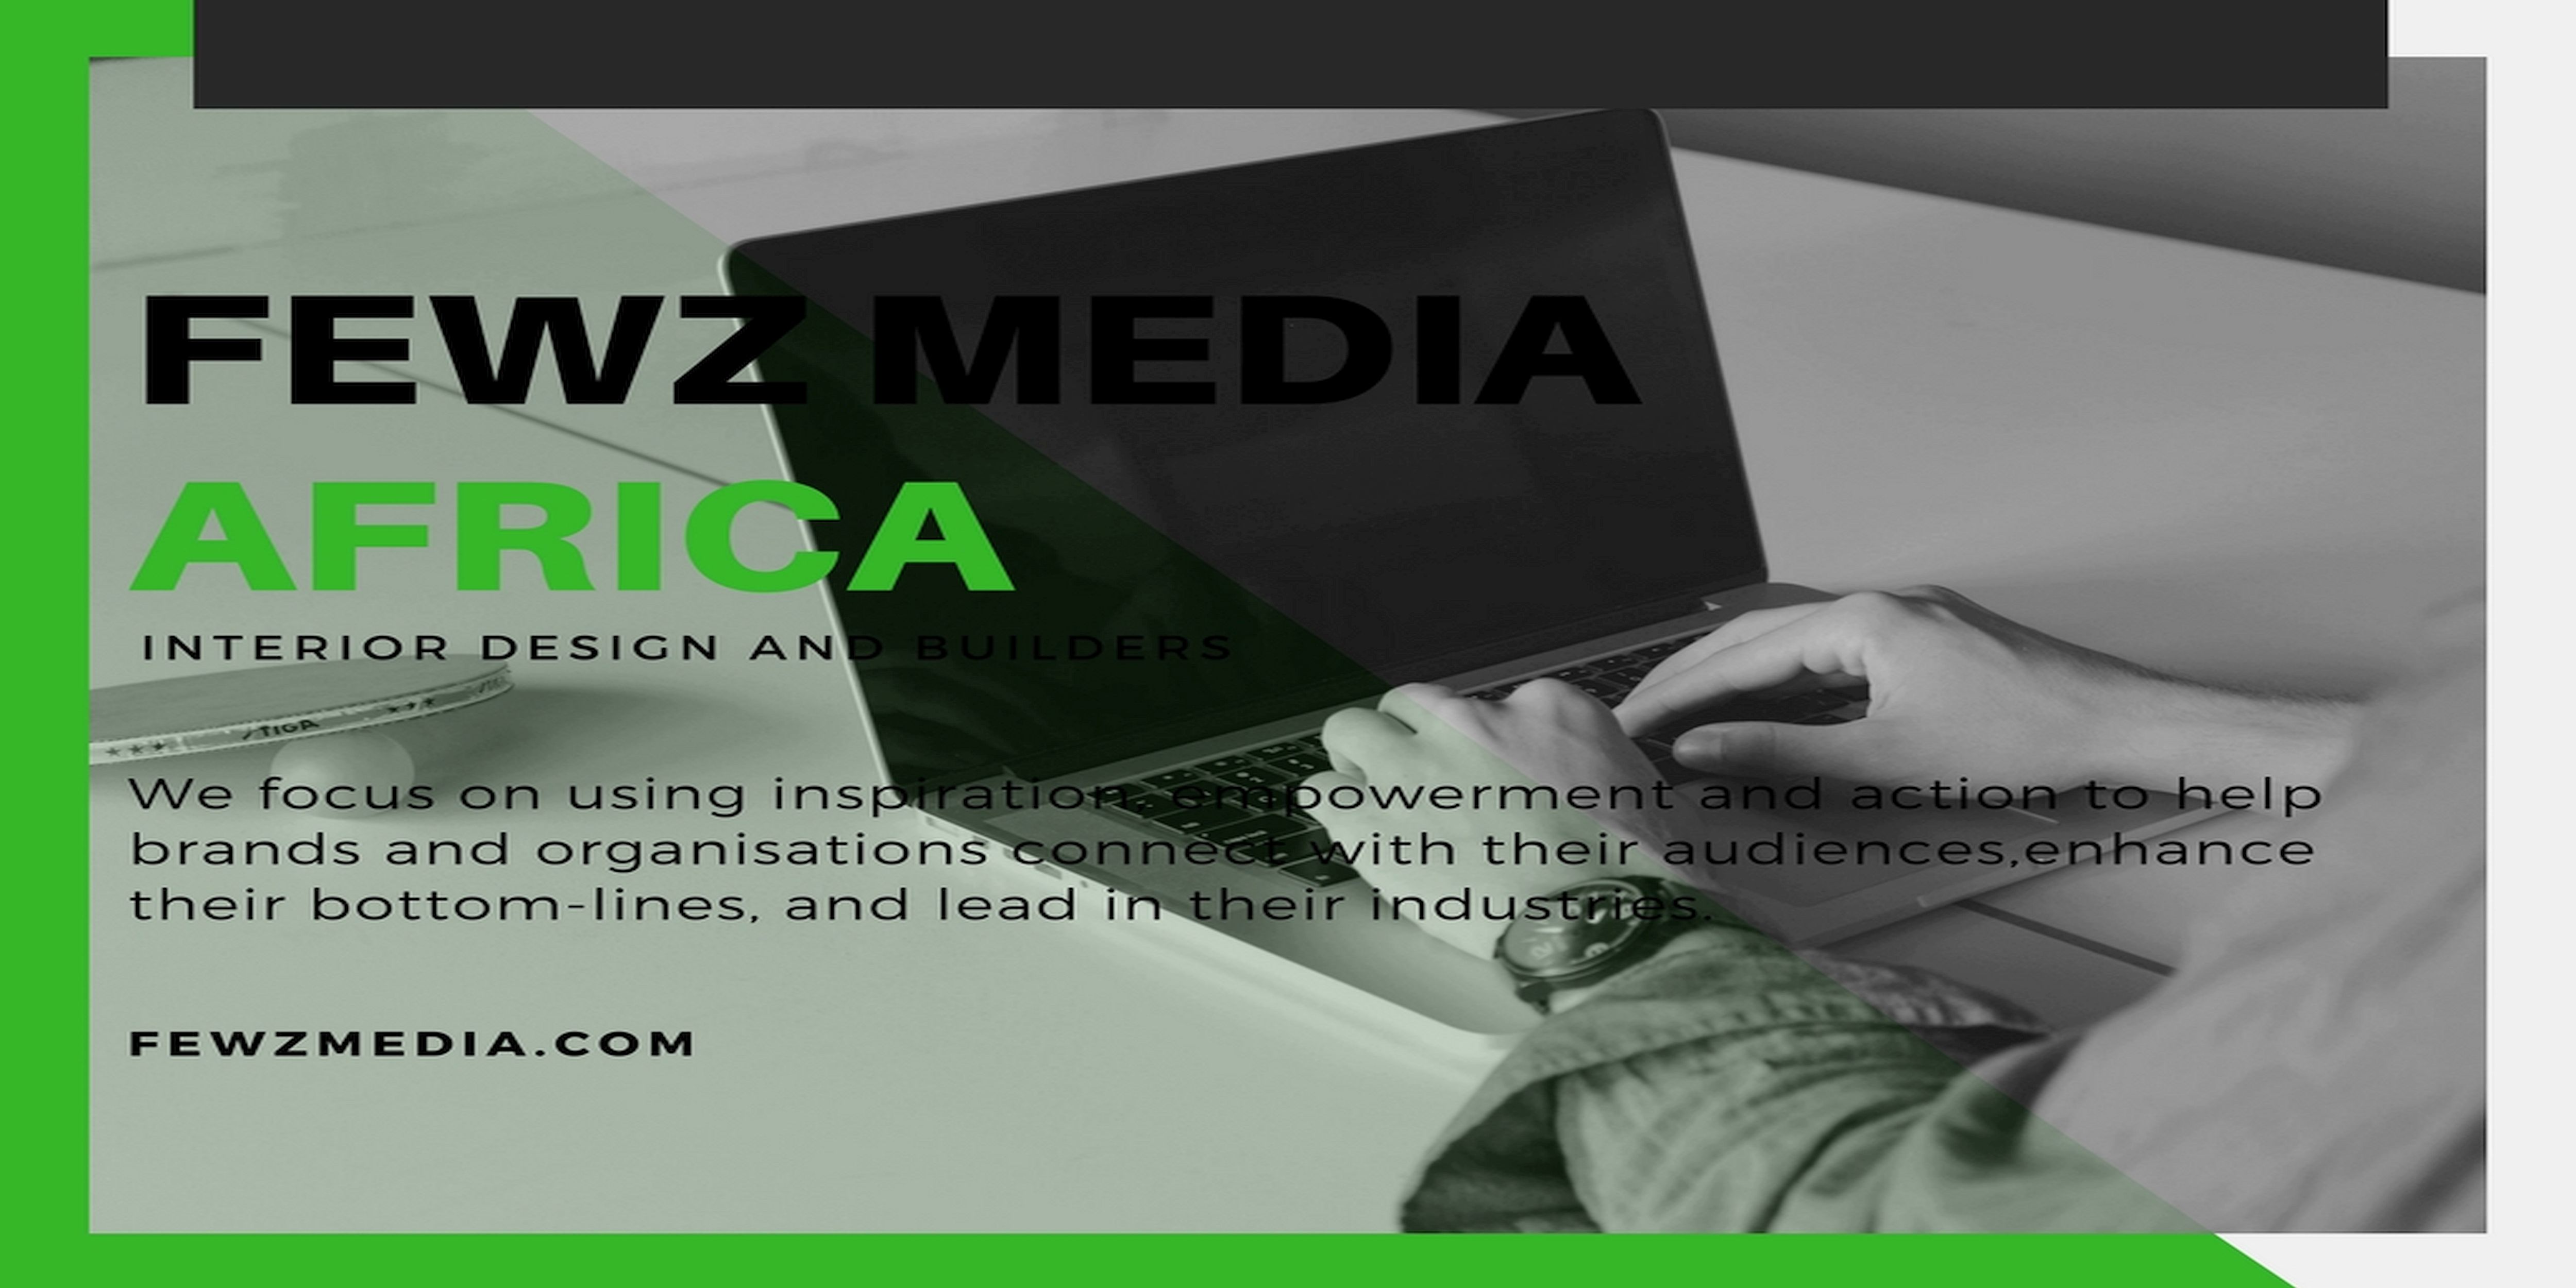 FEWZ MEDIA
AFRICA
INTERIOR DESIGN AND BUILDERS
STIGA
We focus on using inspiration, empowerment and action to help
brands and organisations connect with their audiences,enhance
their bottom-lines, and lead in their industries.
FEWZMEDIA.COM